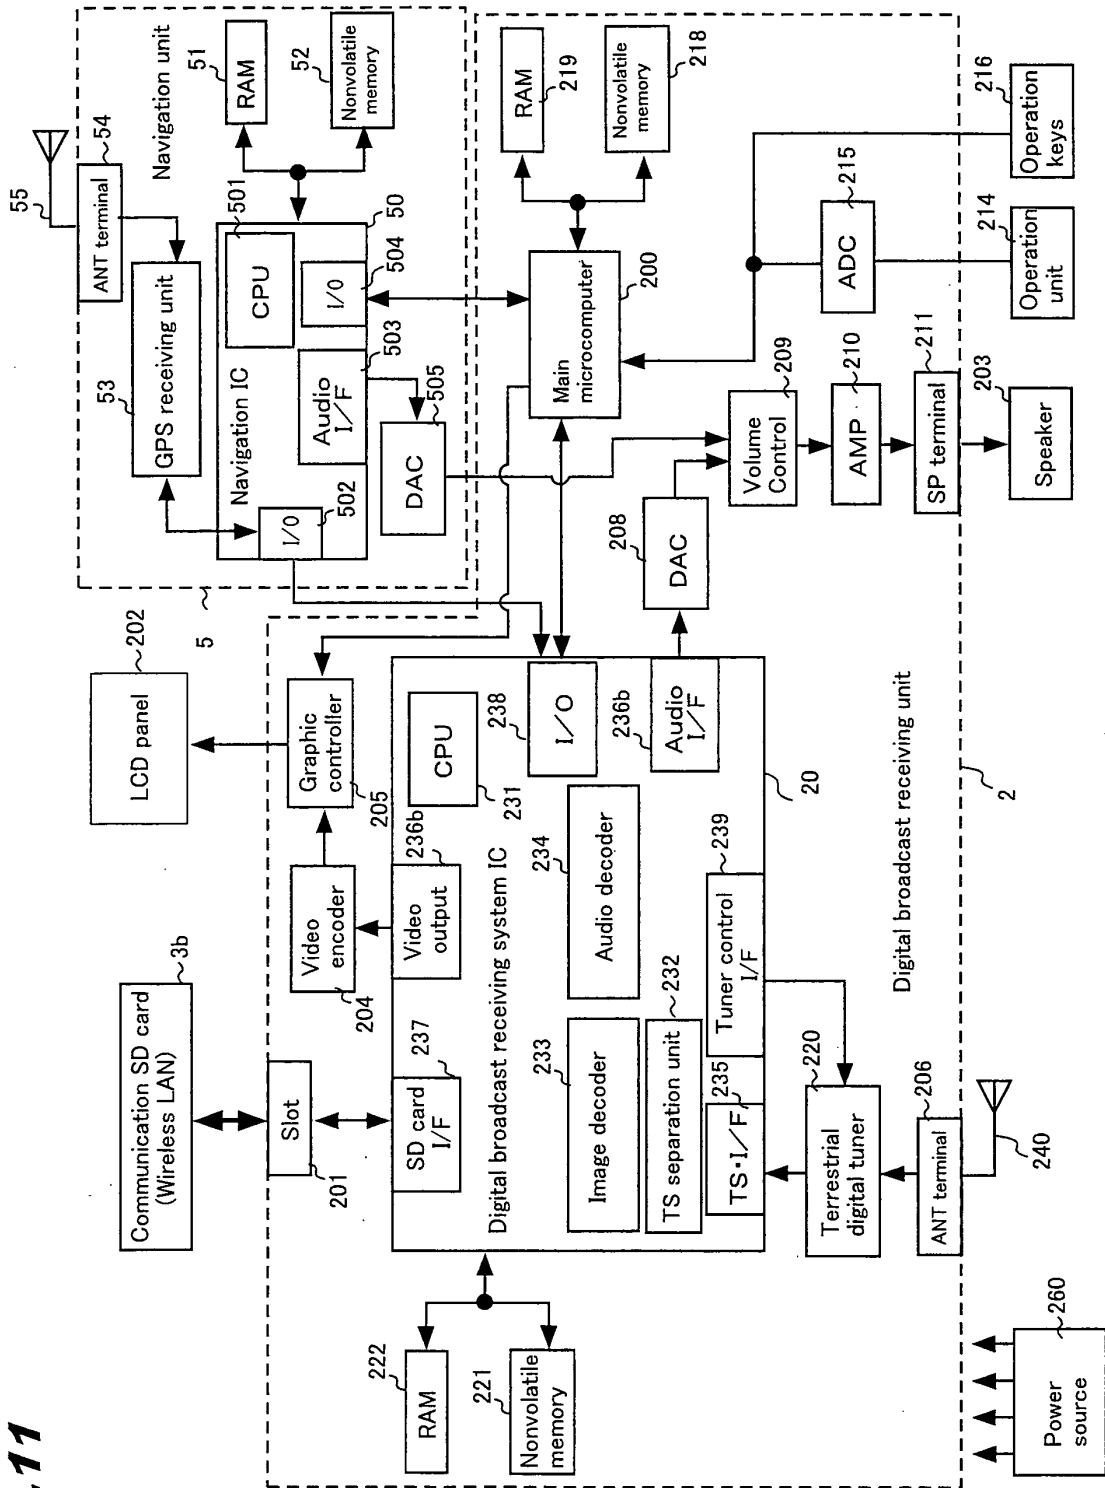 .11
Communication SD card
(Wireless LAN)
3b
LCD panel
202
5
Slot
201
Video
encoder
204
Graphic
controller
205
SD card
I/F
237
Video
output
236b
Digital broadcast receiving system IC
CPU
231
I/O
238
Image decoder
233
Audio decoder
234
TS separation unit
232
TS・I/F
235
Tuner control
I/F
239
Audio
I/F
236b
20
RAM
222
Nonvolatile
memory
221
Terrestrial
digital tuner
220
ANT terminal
206
240
Power
source
260
Digital broadcast receiving unit
2
DAC
208
Volume
Control
209
AMP
210
SP terminal
211
Speaker
203
Main
microcomputer
200
RAM
219
Nonvolatile
memory
218
ADC
215
Operation
unit
214
Operation
keys
216
Navigation unit
55
ANT terminal
54
GPS receiving unit
53
Navigation IC
50
CPU
501
I/O
502
Audio
I/F
503
I/O
504
DAC
505
RAM
51
Nonvolatile
memory
52